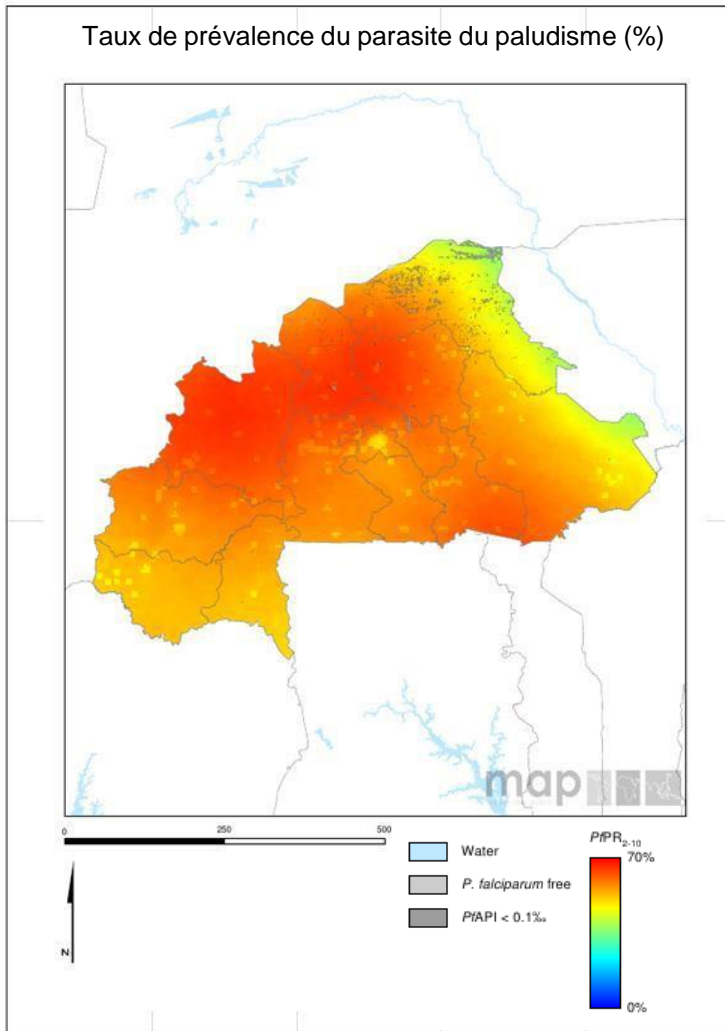 Taux de prévalence du parasite du paludisme (%)
map
0 250 500
N
Water
P. falciparum free
PfAPI < 0.1‰
PfPR2-10
70%
0%